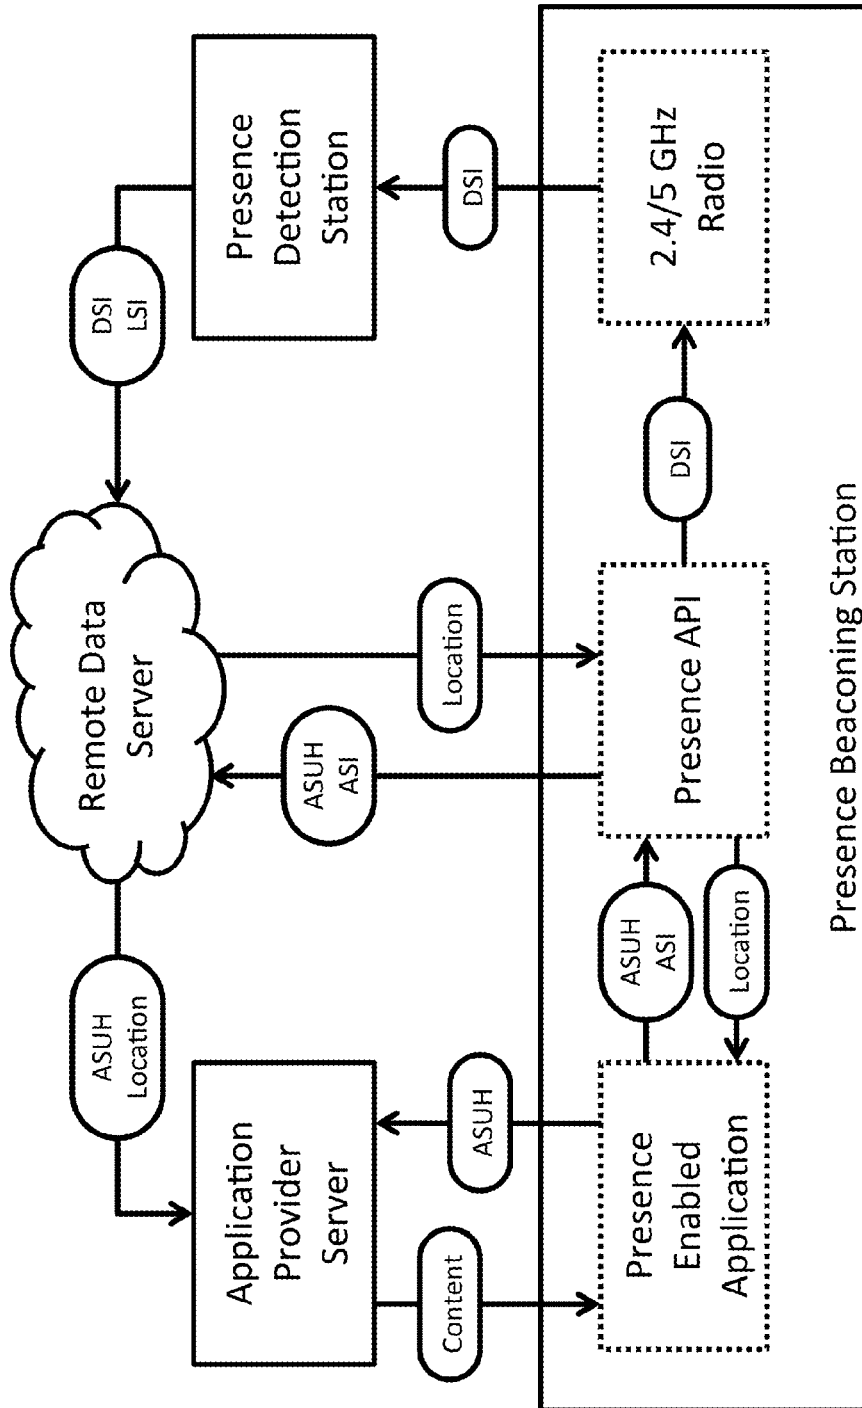 ASUH
Location
Remote Data
Server
DSI
LSI
Application
Provider
Server
Presence
Detection
Station
Content
ASUH
ASUH
ASI
Location
DSI
Presence
Enabled
Application
ASUH
ASI
Location
Presence API
DSI
2.4/5 GHz
Radio
Presence Beaconing Station